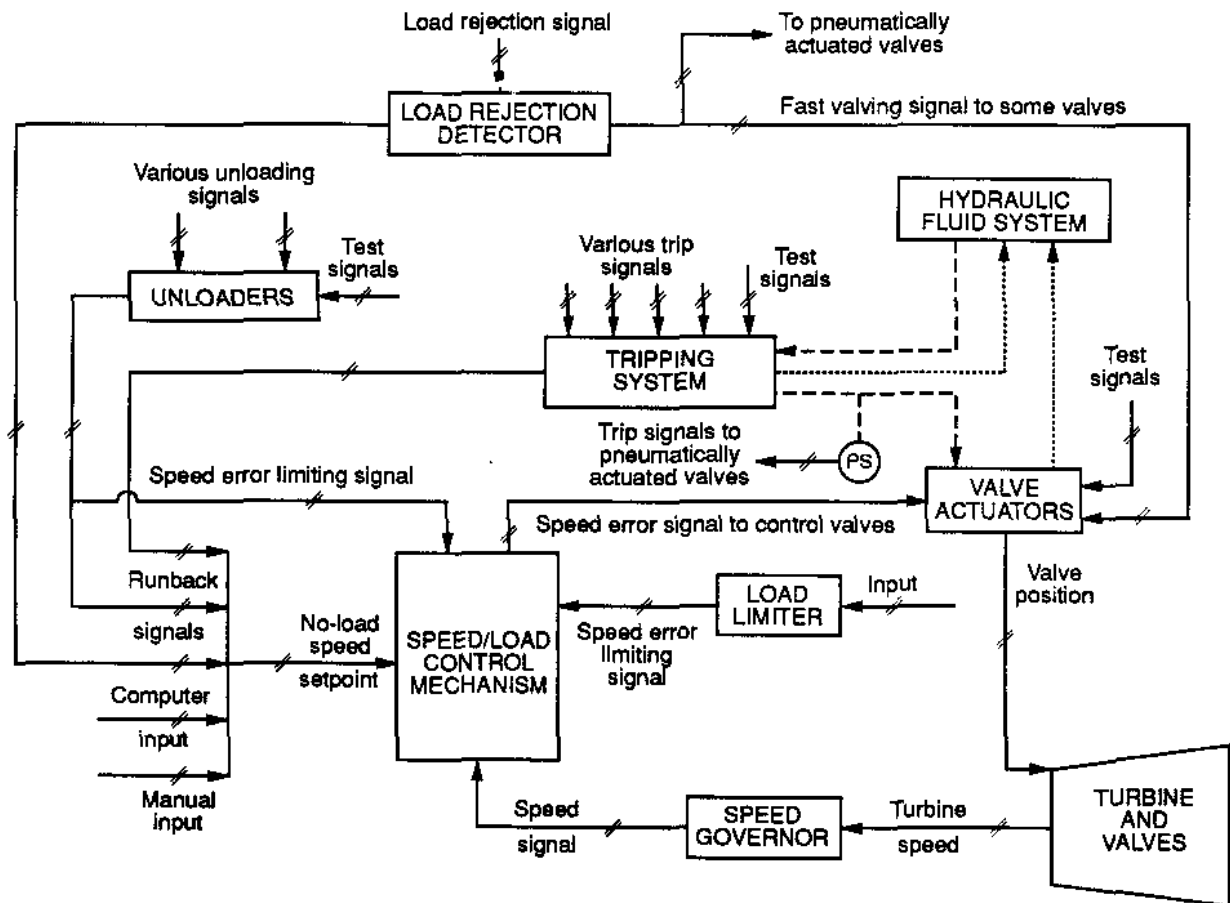 Load rejection signal
To pneumatically
actuated valves
LOAD REJECTION
DETECTOR
Fast valving signal to some valves
Various unloading
signals
Test
signals
UNLOADERS
Various trip
signals
Test
signals
HYDRAULIC
FLUID SYSTEM
TRIPPING
SYSTEM
Test
signals
Trip signals to
pneumatically
actuated valves
PS
VALVE
ACTUATORS
Speed error limiting signal
Speed error signal to control valves
Runback
signals
No-load
speed
setpoint
SPEED/LOAD
CONTROL
MECHANISM
LOAD
LIMITER
Input
Speed error
limiting
signal
Valve
position
Computer
input
Manual
input
Speed
signal
SPEED
GOVERNOR
Turbine
speed
TURBINE
AND
VALVES